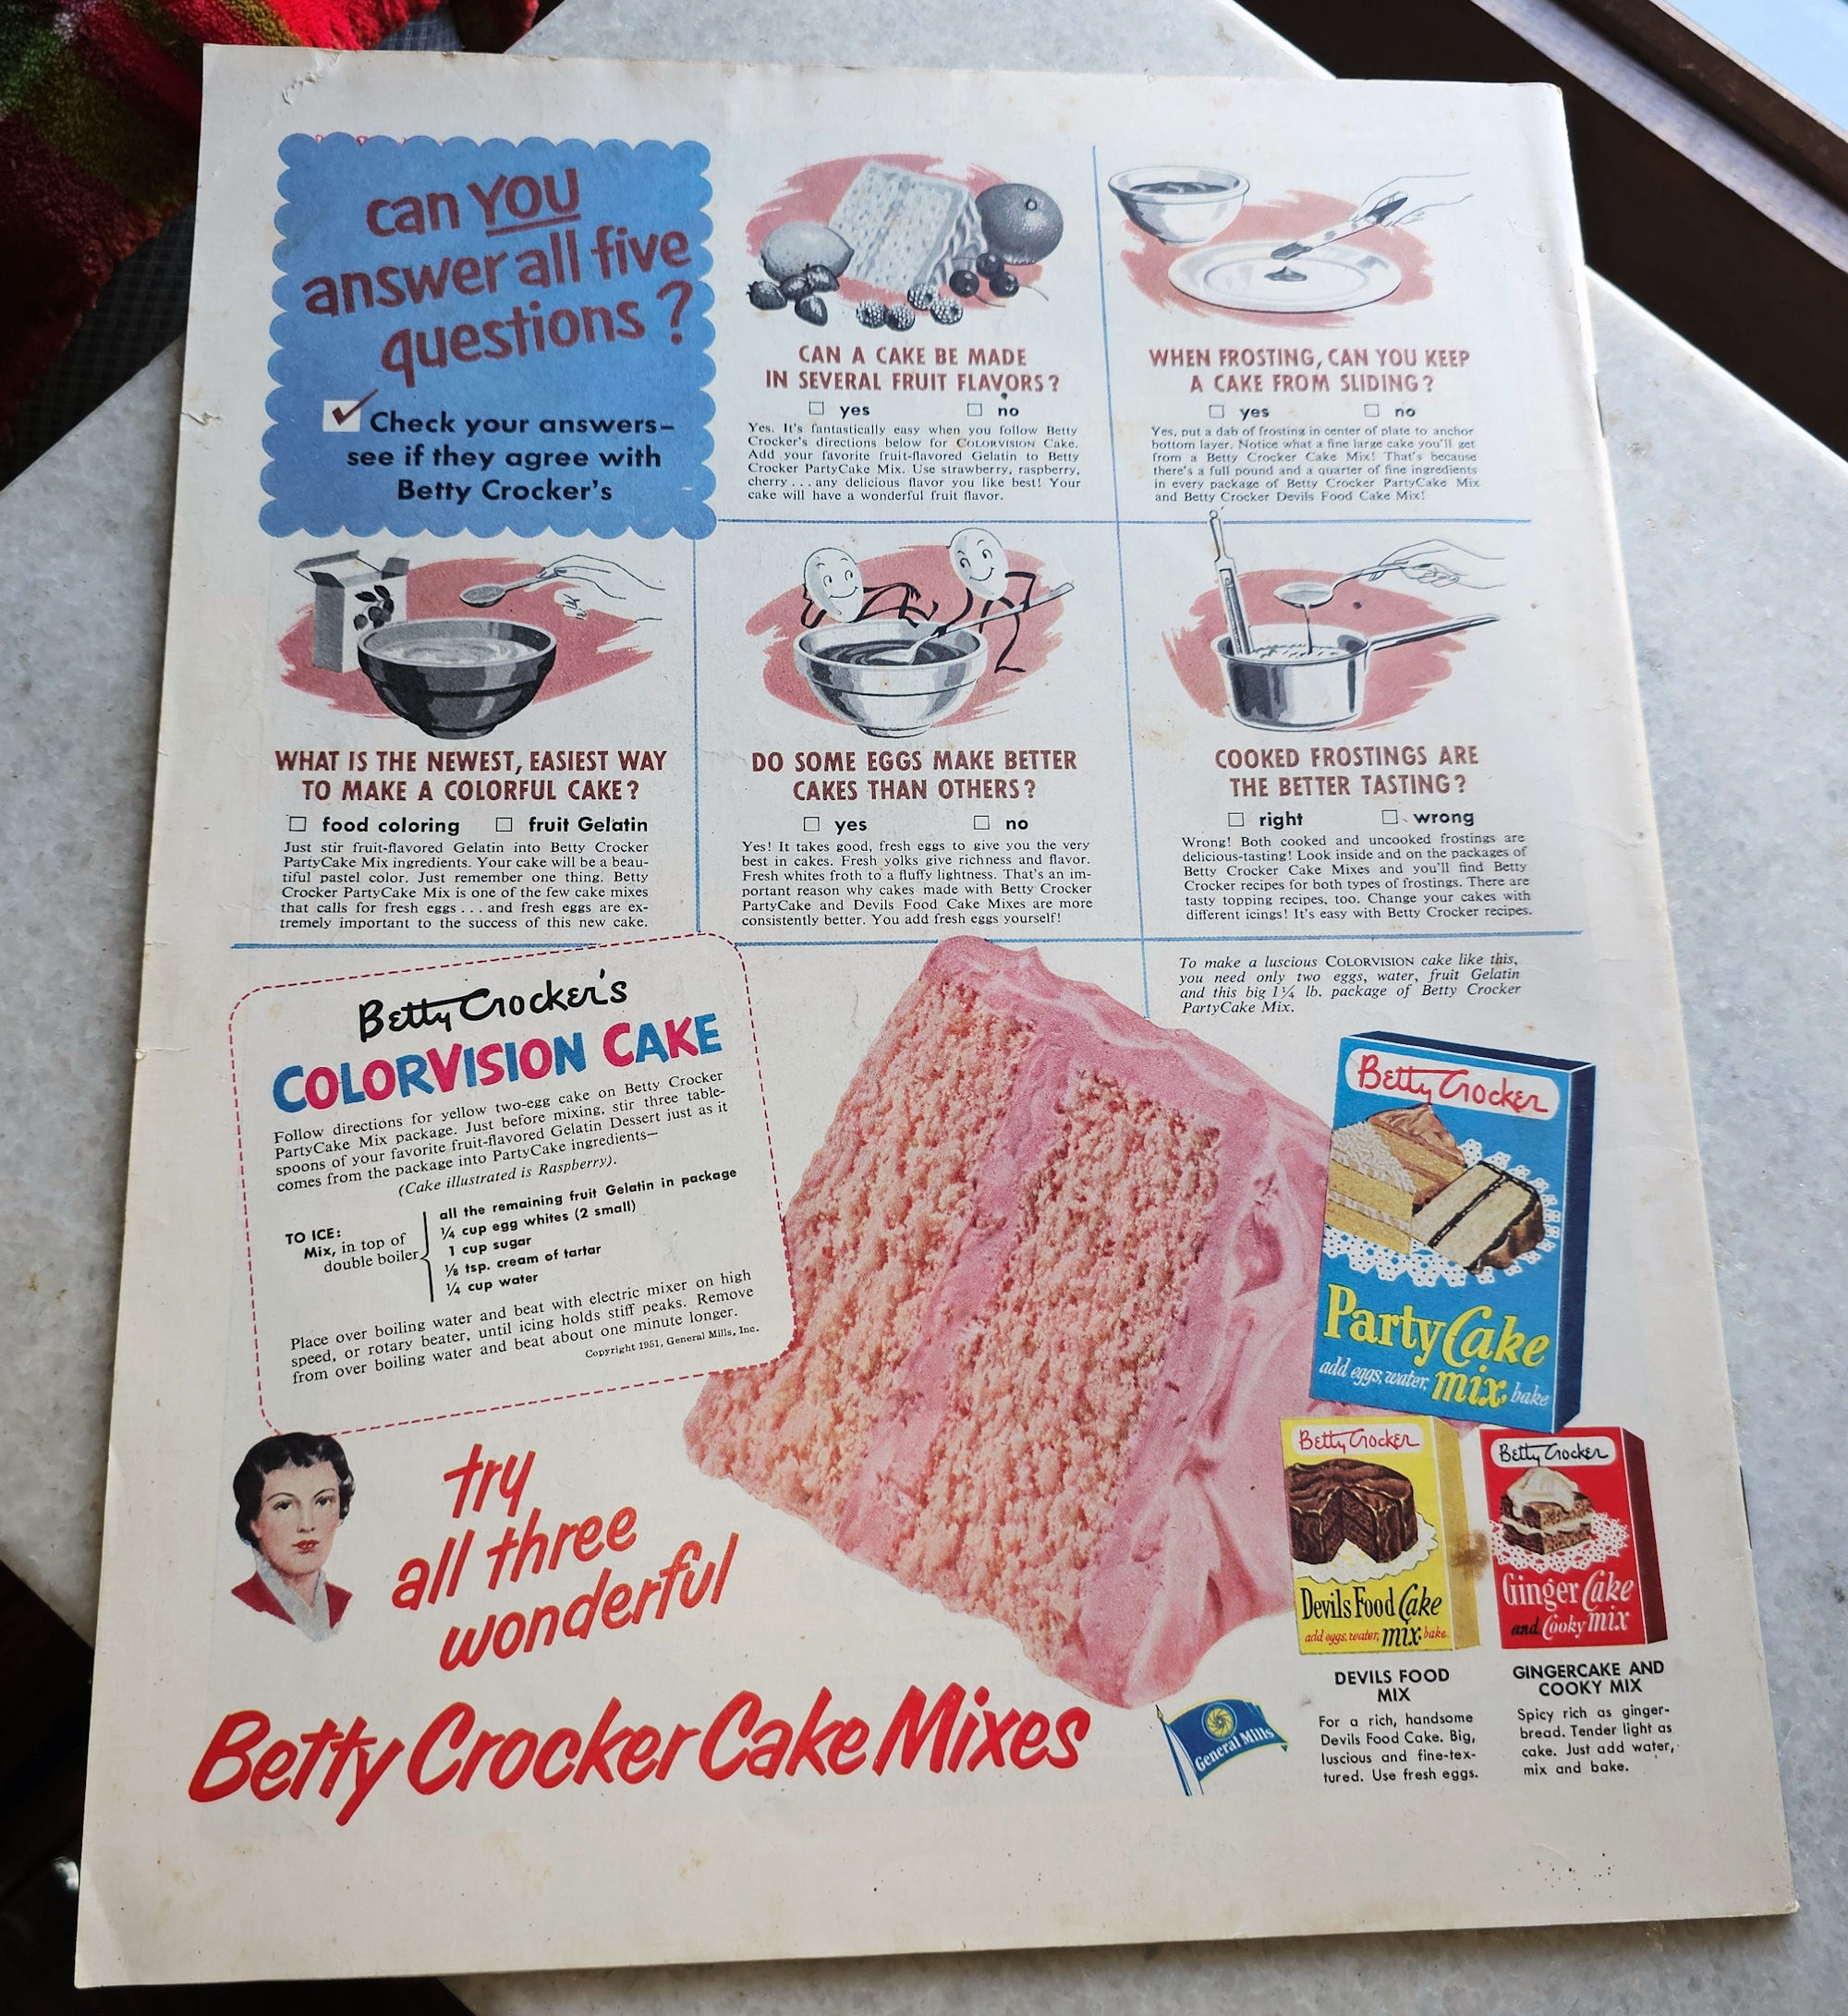 can YOU
answer all five
questions?
Check your answers–
see if they agree with
Betty Crocker's
CAN A CAKE BE MADE
IN SEVERAL FRUIT FLAVORS?
yes no
Yes. It's fantastically easy when you follow Betty
Crocker's directions below for COLORVISION Cake.
Add your favorite fruit-flavored Gelatin to Betty
Crocker PartyCake Mix. Use strawberry, raspberry,
cherry . . . any delicious flavor you like best! Your
cake will have a wonderful fruit flavor.
WHEN FROSTING, CAN YOU KEEP
A CAKE FROM SLIDING?
yes no
Yes, put a dab of frosting in center of plate to anchor
bottom layer. Notice what a fine large cake you'll get
from a Betty Crocker Cake Mix! That's because
there's a full pound and a quarter of fine ingredients
in every package of Betty Crocker PartyCake Mix
and Betty Crocker Devils Food Cake Mix!
WHAT IS THE NEWEST, EASIEST WAY
TO MAKE A COLORFUL CAKE?
food coloring fruit Gelatin
Just stir fruit-flavored Gelatin into Betty Crocker
PartyCake Mix ingredients. Your cake will be a beau-
tiful pastel color. Just remember one thing. Betty
Crocker PartyCake Mix is one of the few cake mixes
that calls for fresh eggs . . . and fresh eggs are ex-
tremely important to the success of this new cake.
DO SOME EGGS MAKE BETTER
CAKES THAN OTHERS?
yes no
Yes! It takes good, fresh eggs to give you the very
best in cakes. Fresh yolks give richness and flavor.
Fresh whites froth to a fluffy lightness. That's an im-
portant reason why cakes made with Betty Crocker
PartyCake and Devils Food Cake Mixes are more
consistently better. You add fresh eggs yourself!
COOKED FROSTINGS ARE
THE BETTER TASTING?
right wrong
Wrong! Both cooked and uncooked frostings are
delicious-tasting! Look inside and on the packages of
Betty Crocker Cake Mixes and you'll find Betty
Crocker recipes for both types of frostings. There are
tasty topping recipes, too. Change your cakes with
different icings! It's easy with Betty Crocker recipes.
Betty Crocker's
COLORVISION CAKE
Follow directions for yellow two-egg cake on Betty Crocker
PartyCake Mix package. Just before mixing, stir three table-
spoons of your favorite fruit-flavored Gelatin Dessert just as it
comes from the package into PartyCake ingredients—
(Cake illustrated is Raspberry).
TO ICE:
Mix, in top of
double boiler
all the remaining fruit Gelatin in package
¼ cup egg whites (2 small)
1 cup sugar
⅛ tsp. cream of tartar
¼ cup water
Place over boiling water and beat with electric mixer on high
speed, or rotary beater, until icing holds stiff peaks. Remove
from over boiling water and beat about one minute longer.
Copyright 1951, General Mills, Inc.
To make a luscious COLORVISION cake like this,
you need only two eggs, water, fruit Gelatin
and this big 1¼ lb. package of Betty Crocker
PartyCake Mix.
Betty Crocker
PartyCake
add eggs, water, mix, bake
Betty Crocker
Devils Food Cake
add eggs, water, mix, bake
Betty Crocker
Ginger Cake
and Cooky mix
try
all three
wonderful
Betty Crocker Cake Mixes
General Mills
DEVILS FOOD
MIX
For a rich, handsome
Devils Food Cake. Big,
luscious and fine-tex-
tured. Use fresh eggs.
GINGERCAKE AND
COOKY MIX
Spicy rich as ginger-
bread. Tender light as
cake. Just add water,
mix and bake.